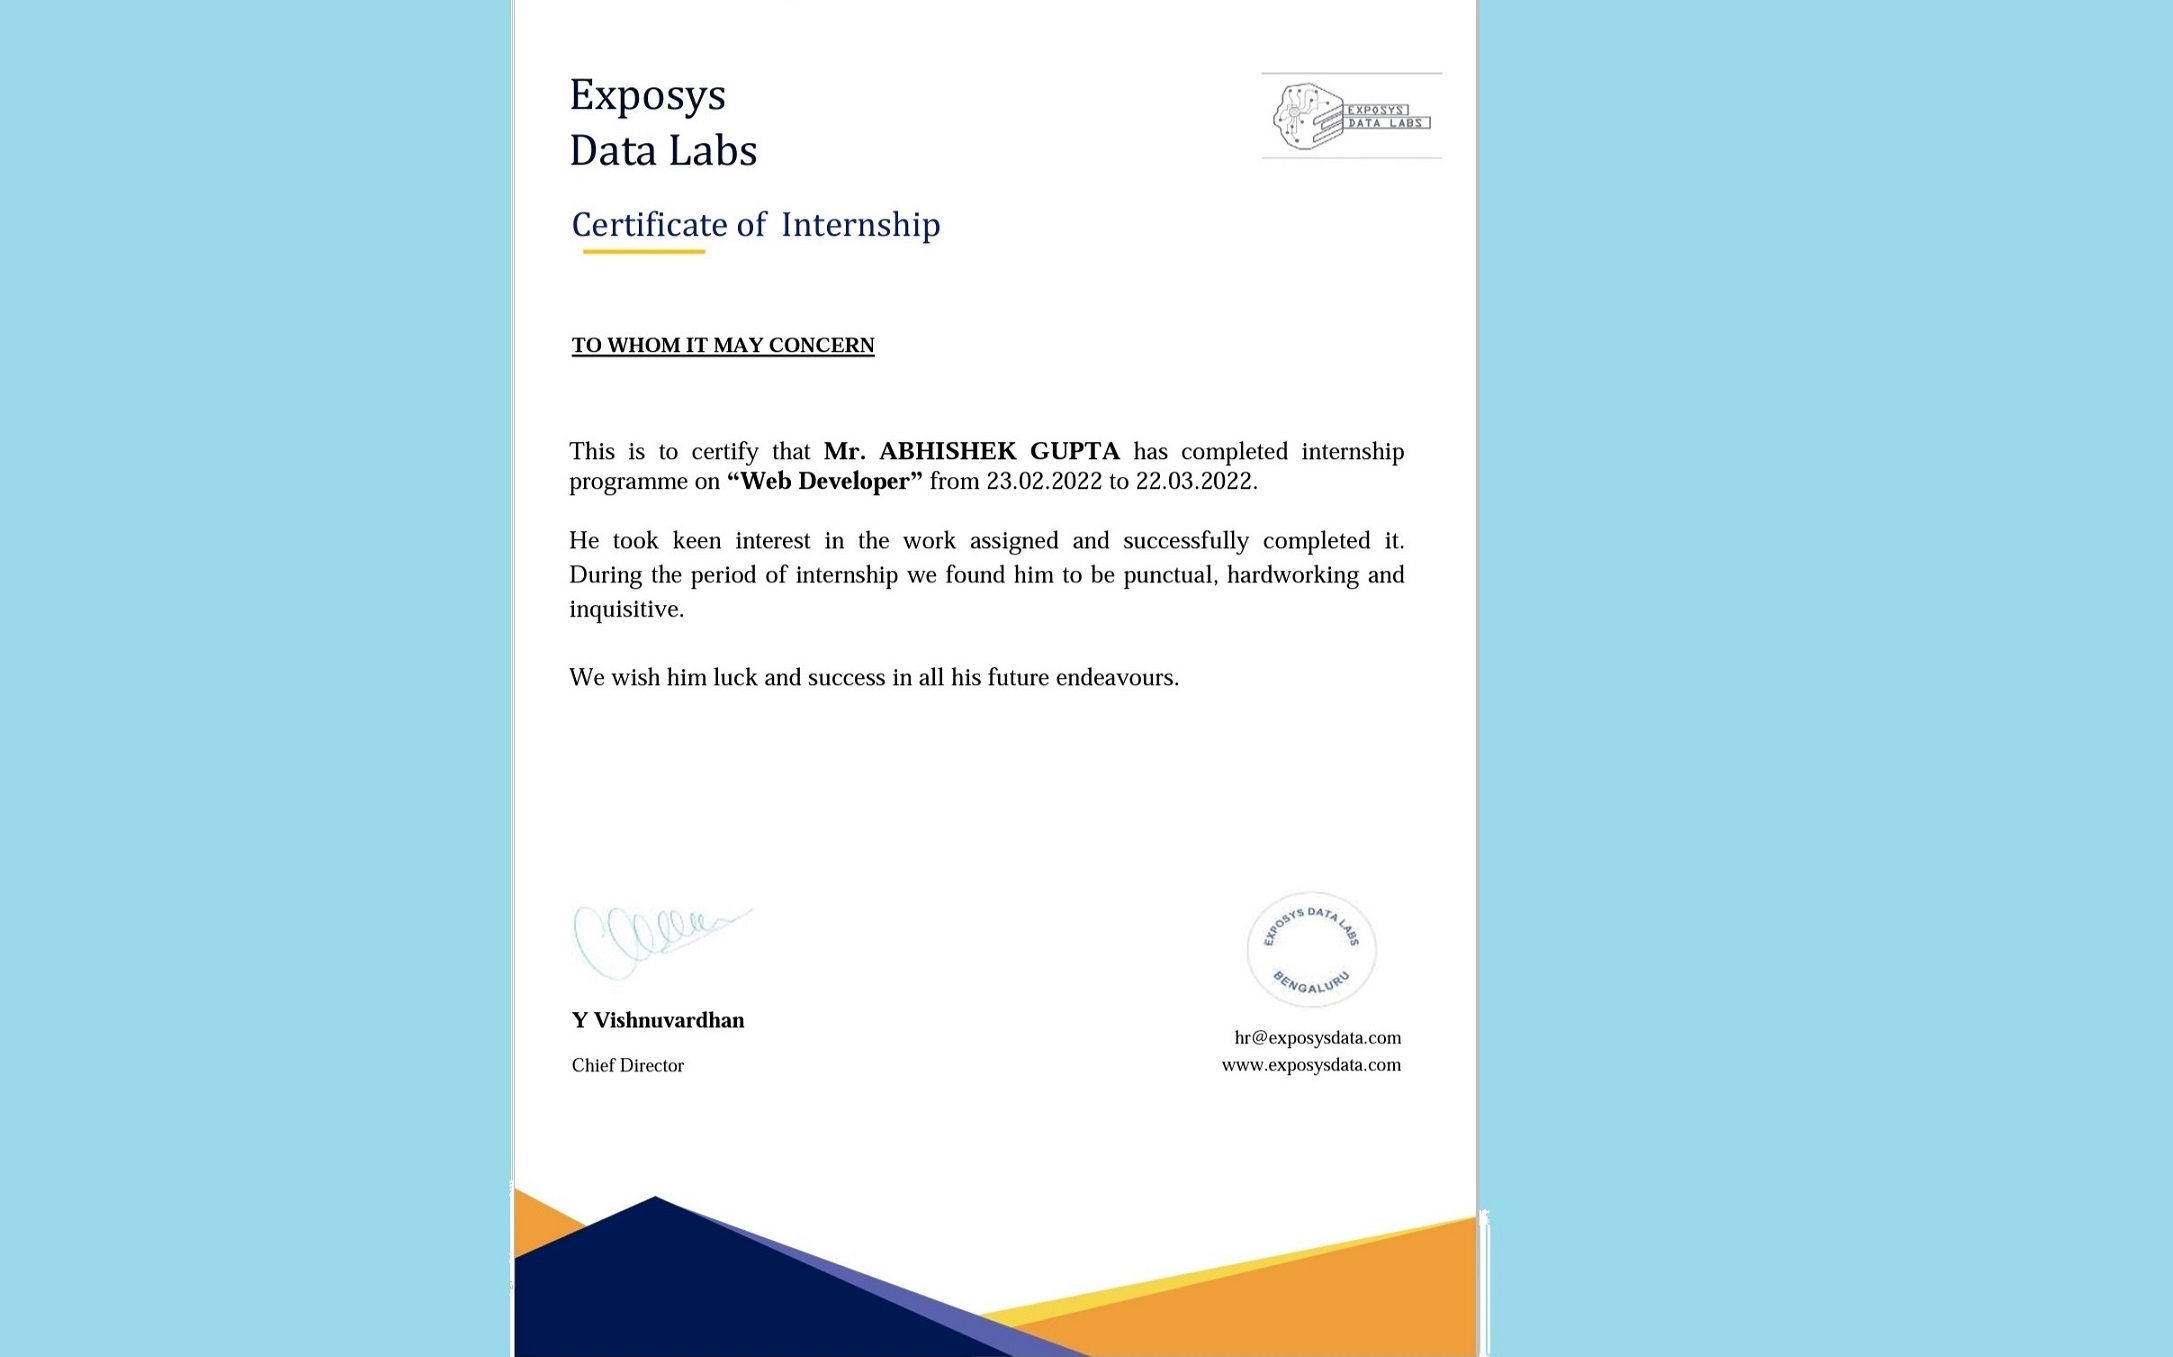 Exposys
Data Labs
EXPOSYS
DATA LABS
Certificate of Internship
TO WHOM IT MAY CONCERN
This is to certify that Mr. ABHISHEK GUPTA has completed internship
programme on “Web Developer” from 23.02.2022 to 22.03.2022.
He took keen interest in the work assigned and successfully completed it.
During the period of internship we found him to be punctual, hardworking and
inquisitive.
We wish him luck and success in all his future endeavours.
EXPOSYS DATA LABS
BENGALURU
Y Vishnuvardhan
Chief Director
hr@exposysdata.com
www.exposysdata.com